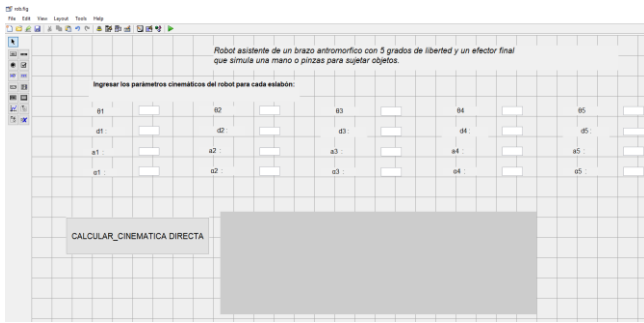 rob.fig
File Edit View Layout Tools Help
Robot asistente de un brazo antromorfico con 5 grados de liberted y un efector final
que simula una mano o pinzas para sujetar objetos.
Ingresar los parámetros cinemáticos del robot para cada eslabón:
θ1 θ2 θ3 θ4 θ5
d1 : d2 : d3 : d4 : d5 :
a1 : a2 : a3 : a4 : a5 :
α1 : α2 : α3 : α4 : α5 :
CALCULAR_CINEMATICA DIRECTA